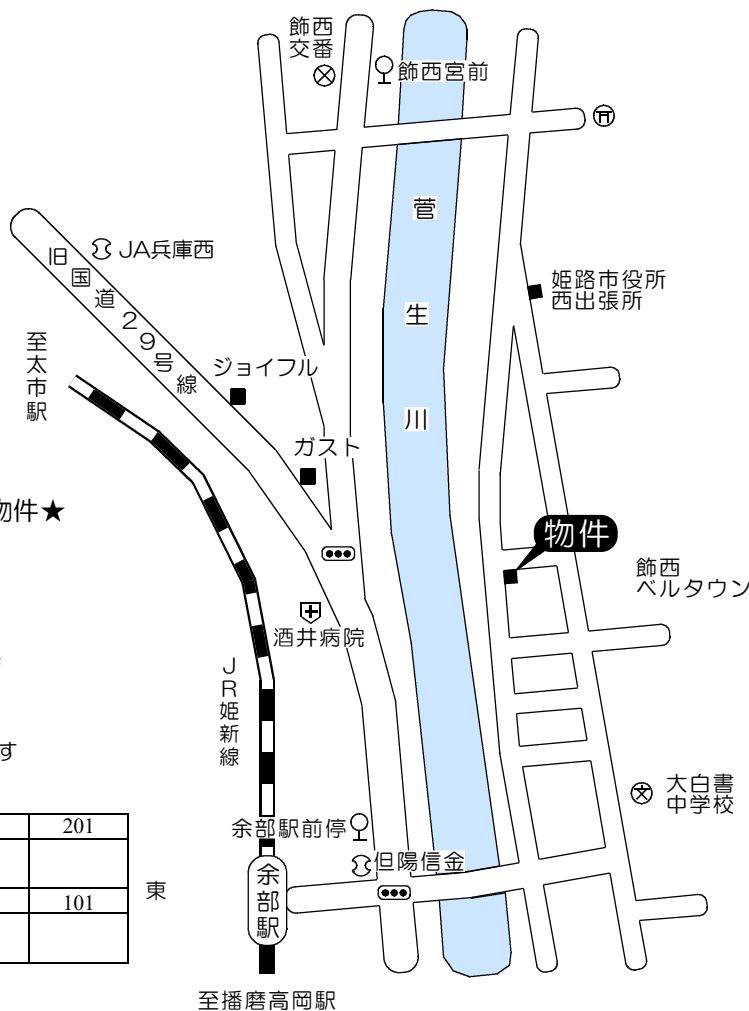 飾西
交番
飾西宮前
菅生川
JA兵庫西
旧国道29号線
姫路市役所
西出張所
至太市駅
ジョイフル
ガスト
物件★
物件
飾西
ベルタウン
酒井病院
JR姫新線
す
大白書
中学校
201
余部駅前停
但陽信金
101
東
余部駅
至播磨高岡駅